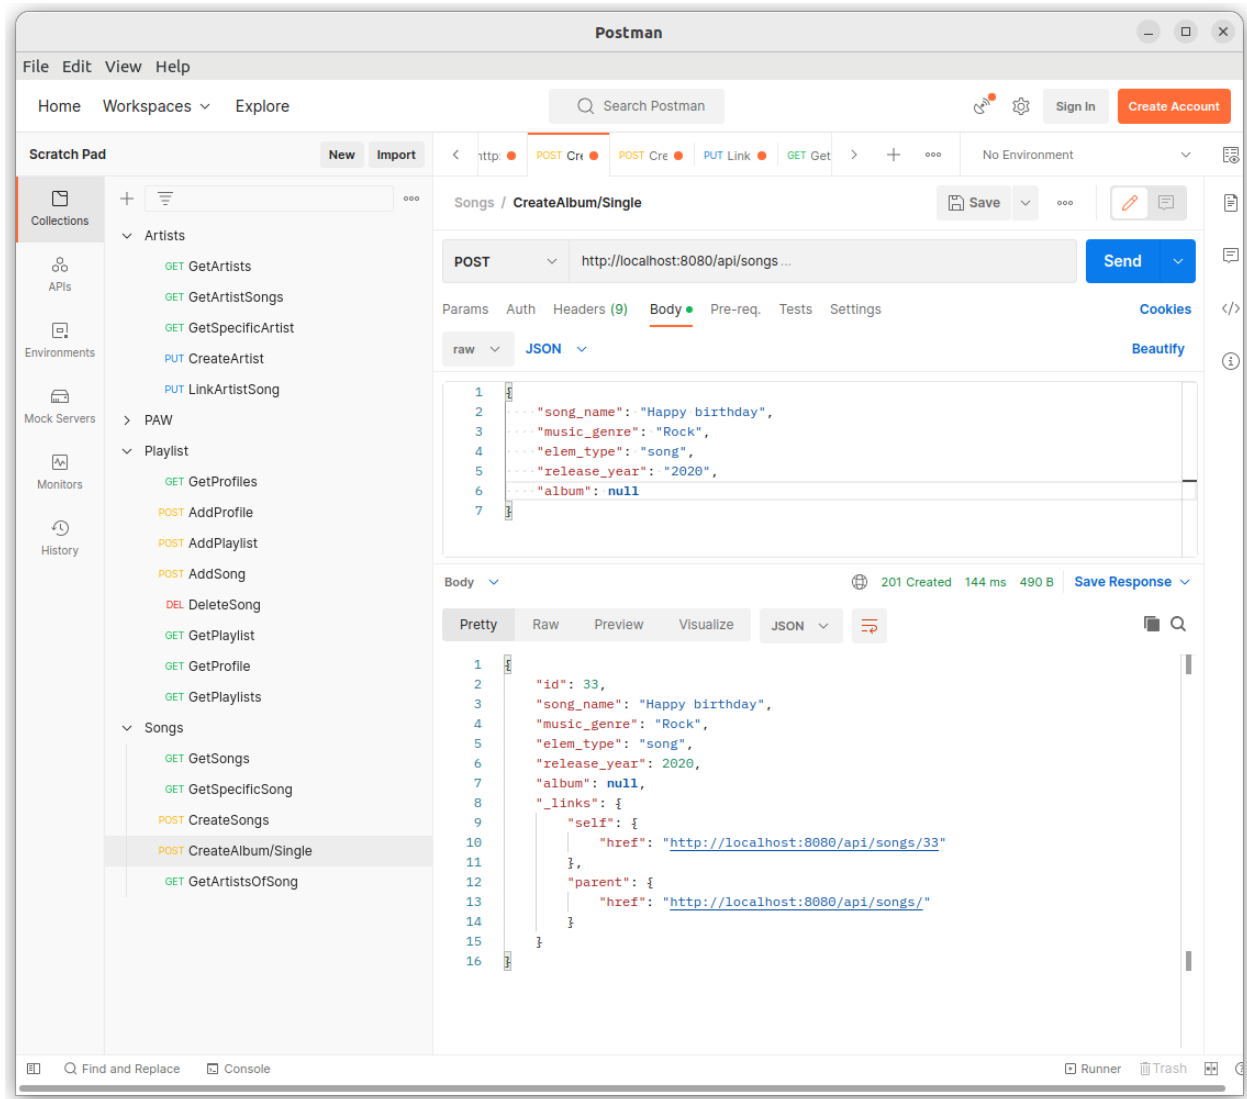 Postman
File Edit View Help
Home Workspaces Explore Search Postman Sign In Create Account
Scratch Pad New Import
http: POST Cre POST Cre PUT Link GET Get No Environment
Collections
APIs
Environments
Mock Servers
Monitors
History
Artists
GET GetArtists
GET GetArtistSongs
GET GetSpecificArtist
PUT CreateArtist
PUT LinkArtistSong
PAW
Playlist
GET GetProfiles
POST AddProfile
POST AddPlaylist
POST AddSong
DEL DeleteSong
GET GetPlaylist
GET GetProfile
GET GetPlaylists
Songs
GET GetSongs
GET GetSpecificSong
POST CreateSongs
POST CreateAlbum/Single
GET GetArtistsOfSong
Songs / CreateAlbum/Single Save
POST http://localhost:8080/api/songs ... Send
Params Auth Headers (9) Body Pre-req. Tests Settings Cookies
raw JSON Beautify
1 {
2 "song_name": "Happy birthday",
3 "music_genre": "Rock",
4 "elem_type": "song",
5 "release_year": "2020",
6 "album": null
7 }
Body 201 Created 144 ms 490 B Save Response
Pretty Raw Preview Visualize JSON
1 {
2 "id": 33,
3 "song_name": "Happy birthday",
4 "music_genre": "Rock",
5 "elem_type": "song",
6 "release_year": 2020,
7 "album": null,
8 "_links": {
9 "self": {
10 "href": "http://localhost:8080/api/songs/33"
11 },
12 "parent": {
13 "href": "http://localhost:8080/api/songs/"
14 }
15 }
16 }
Find and Replace Console Runner Trash